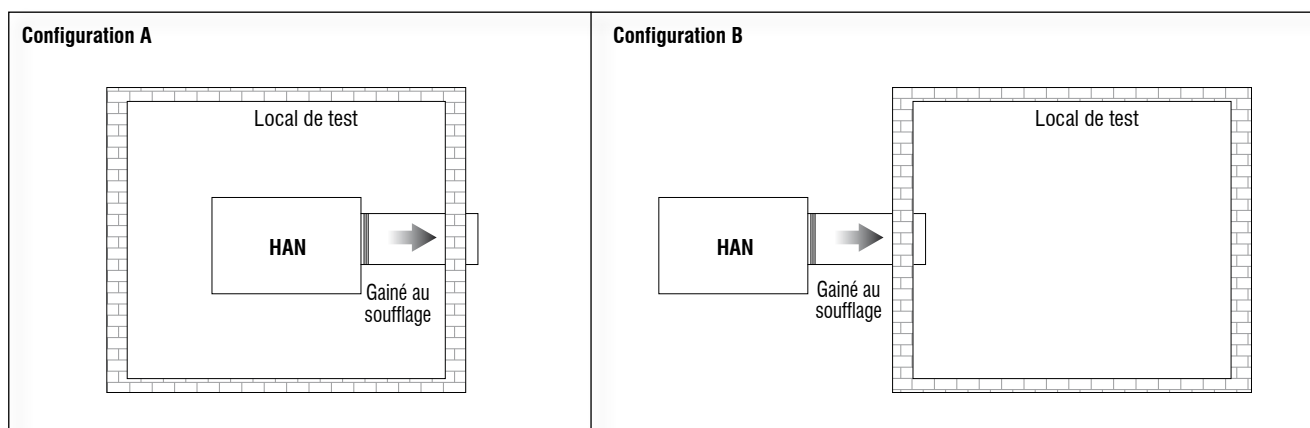 Configuration A
Local de test
HAN
Gainé au
soufflage
Configuration B
Local de test
HAN
Gainé au
soufflage